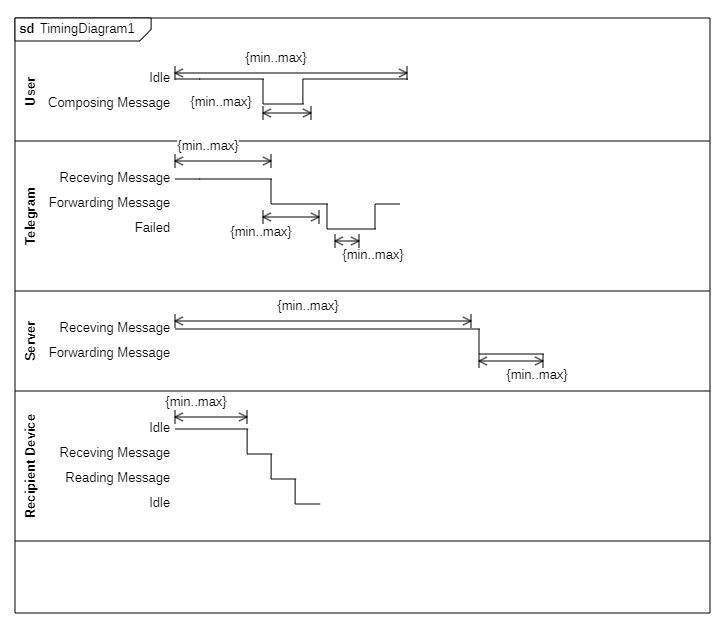 sd TimingDiagram1
User
{min..max}
Idle
Composing Message
{min..max}
Telegram
{min..max}
Receving Message
Forwarding Message
Failed
{min..max}
{min..max}
Server
{min..max}
Receving Message
Forwarding Message
{min..max}
Recipient Device
{min..max}
Idle
Receving Message
Reading Message
Idle